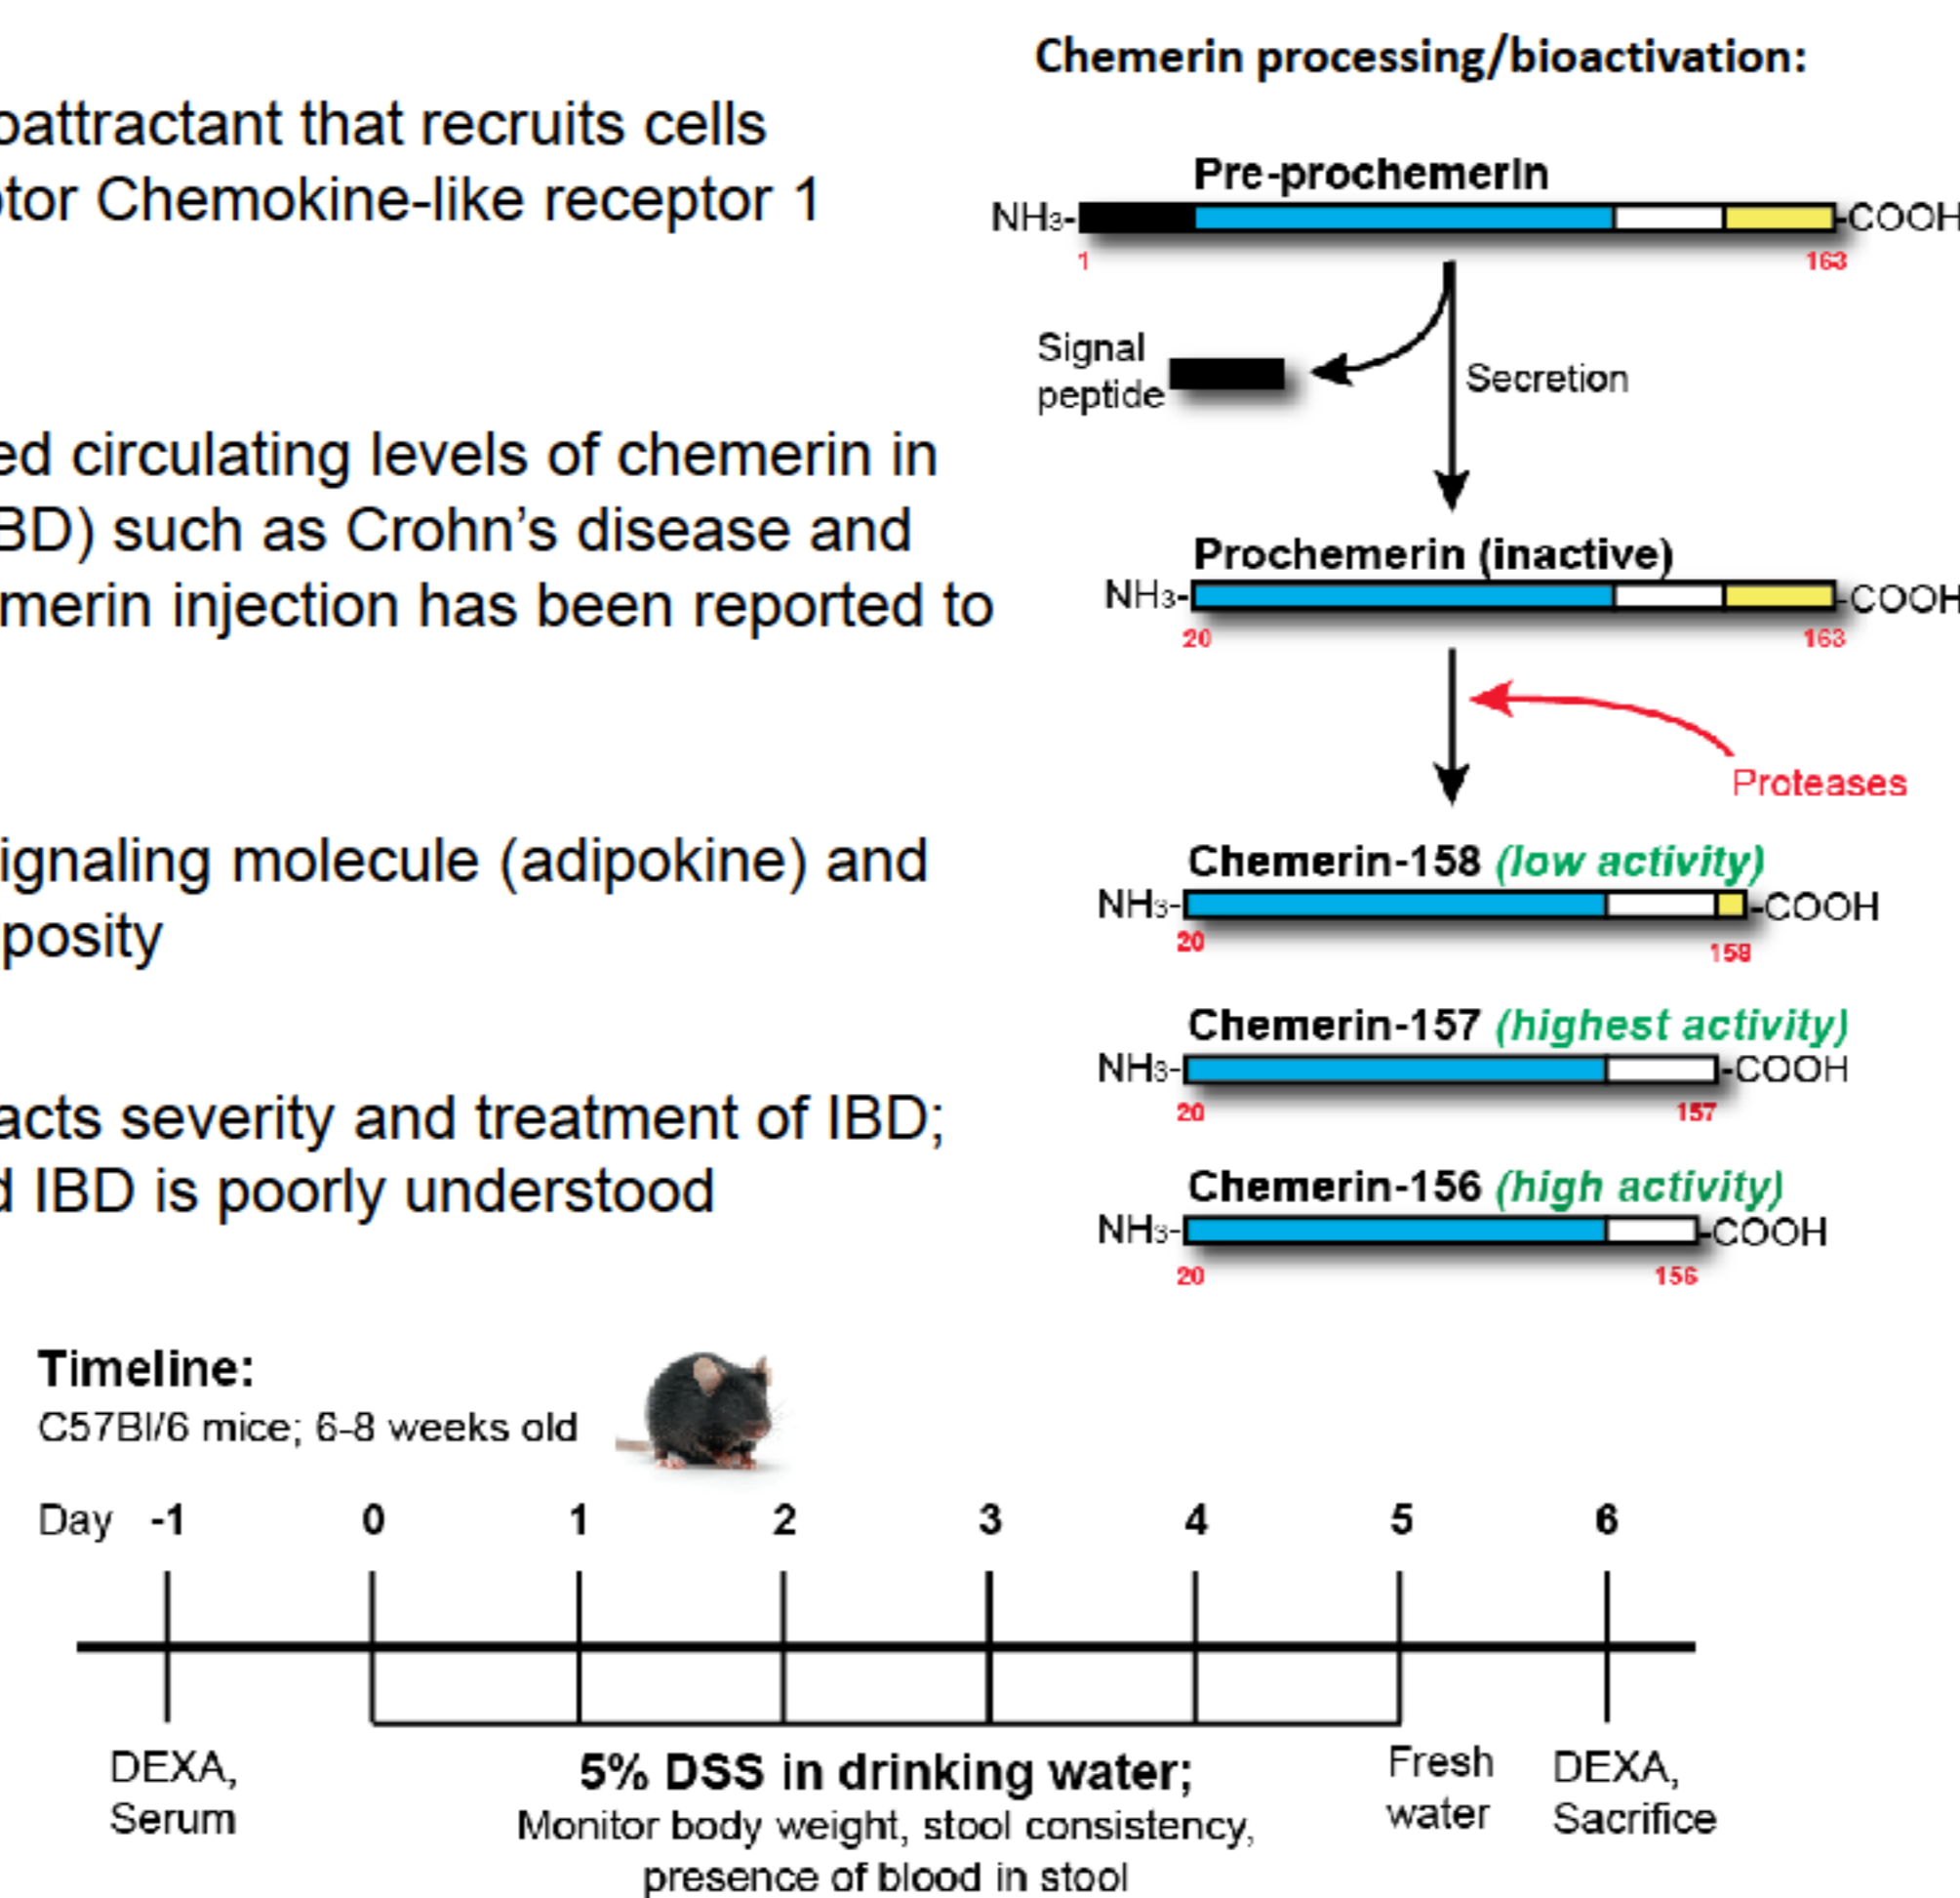 oattractant that recruits cells
tor Chemokine-like receptor 1
ed circulating levels of chemerin in
BD) such as Crohn's disease and
merin injection has been reported to
ignaling molecule (adipokine) and
posity
acts severity and treatment of IBD;
d IBD is poorly understood
Chemerin processing/bioactivation:
Pre-prochemerin
NH3- -COOH
1 163
Signal
peptide
Secretion
Prochemerin (inactive)
NH3- -COOH
20 163
Proteases
Chemerin-158 (low activity)
NH3- -COOH
20 158
Chemerin-157 (highest activity)
NH3- -COOH
20 157
Chemerin-156 (high activity)
NH3- -COOH
20 156
Timeline:
C57Bl/6 mice; 6-8 weeks old
Day -1 0 1 2 3 4 5 6
DEXA,
Serum
5% DSS in drinking water;
Monitor body weight, stool consistency,
presence of blood in stool
Fresh
water
DEXA,
Sacrifice